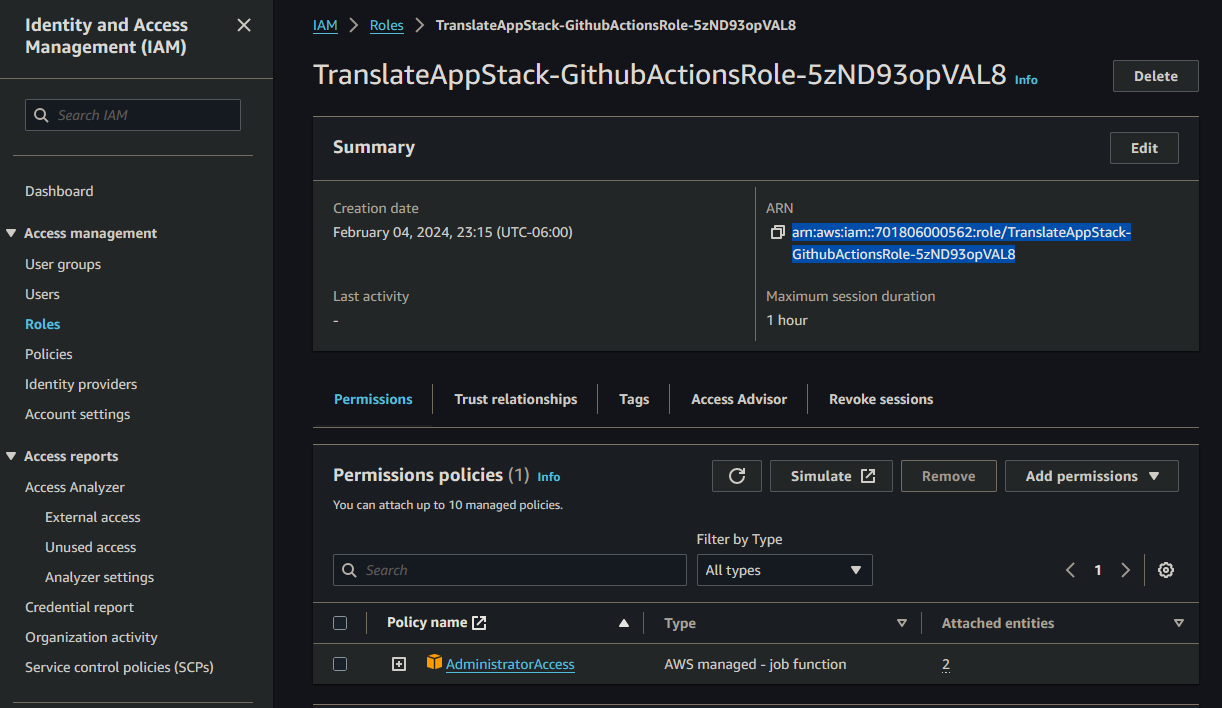 Identity and Access
Management (IAM)
Search IAM
Dashboard
Access management
User groups
Users
Roles
Policies
Identity providers
Account settings
Access reports
Access Analyzer
External access
Unused access
Analyzer settings
Credential report
Organization activity
Service control policies (SCPs)
IAM > Roles > TranslateAppStack-GithubActionsRole-5zND93opVAL8
TranslateAppStack-GithubActionsRole-5zND93opVAL8 Info
Delete
Summary
Edit
Creation date
February 04, 2024, 23:15 (UTC-06:00)
ARN
arn:aws:iam::701806000562:role/TranslateAppStack-
GithubActionsRole-5zND93opVAL8
Last activity
-
Maximum session duration
1 hour
Permissions Trust relationships Tags Access Advisor Revoke sessions
Permissions policies (1) Info
You can attach up to 10 managed policies.
Simulate Remove Add permissions
Filter by Type
Search All types 1
Policy name Type Attached entities
AdministratorAccess AWS managed - job function 2